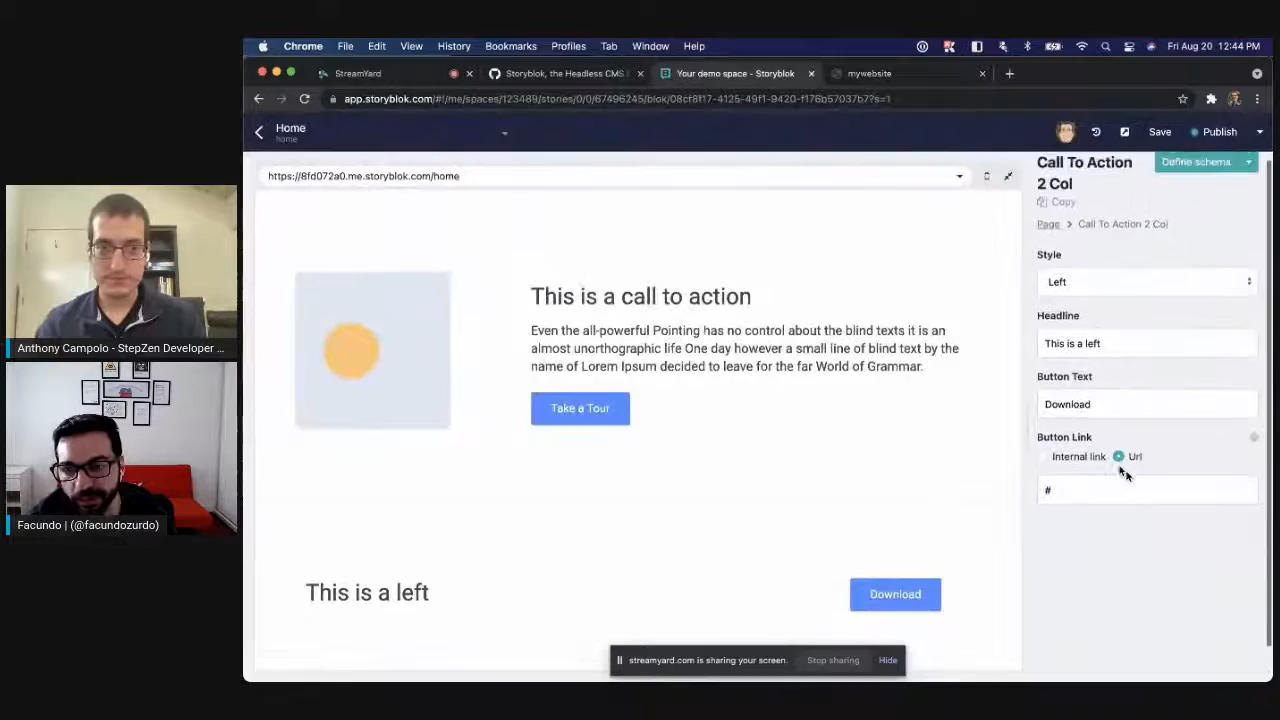 Chrome File Edit View History Bookmarks Profiles Tab Window Help Fri Aug 20 12:44 PM
StreamYard
Storyblok, the Headless CMS
Your demo space - Storyblok
mywebsite
app.storyblok.com/#!/me/spaces/123489/stories/0/0/67496245/blok/08cf8f17-4125-49f1-9420-f176b57037b7?s=1
Home
home
Save
Publish
https://8fd072a0.me.storyblok.com/home
Call To Action
2 Col
Define schema
Copy
Page > Call To Action 2 Col
Style
Left
Headline
This is a left
Button Text
Download
Button Link
Internal link
Url
#
This is a call to action
Even the all-powerful Pointing has no control about the blind texts it is an
almost unorthographic life One day however a small line of blind text by the
name of Lorem Ipsum decided to leave for the far World of Grammar.
Take a Tour
This is a left
Download
streamyard.com is sharing your screen.
Stop sharing
Hide
Anthony Campolo - StepZen Developer ...
Facundo | (@facundozurdo)